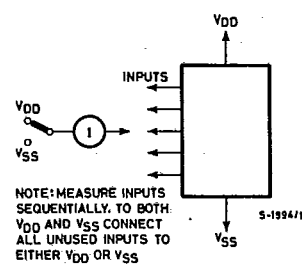 VDD
INPUTS
VDD
VSS
1
NOTE: MEASURE INPUTS
SEQUENTIALLY, TO BOTH
VDD AND VSS CONNECT
ALL UNUSED INPUTS TO
EITHER VDD OR VSS
S-1994/1
VSS